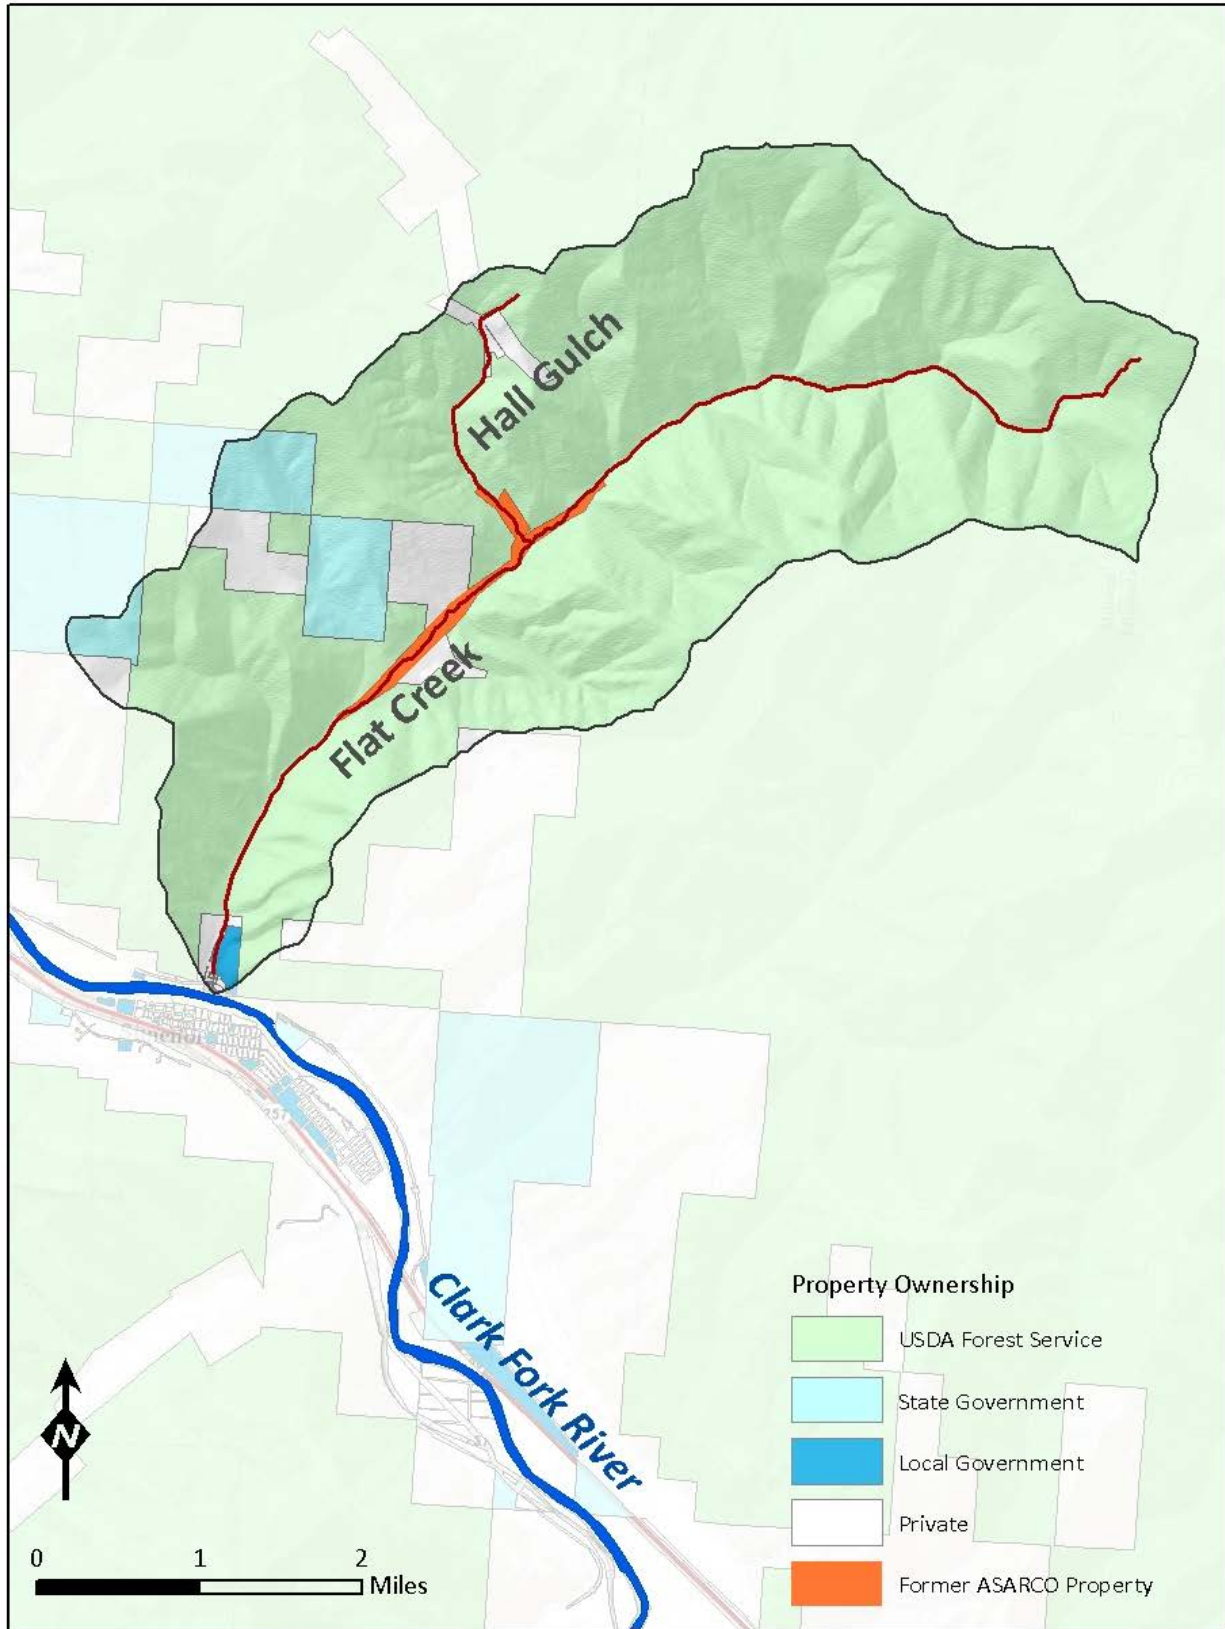 Hall Gulch
Flat Creek
Clark Fork River
Property Ownership
USDA Forest Service
State Government
Local Government
Private
Former ASARCO Property
N
0 1 2
Miles